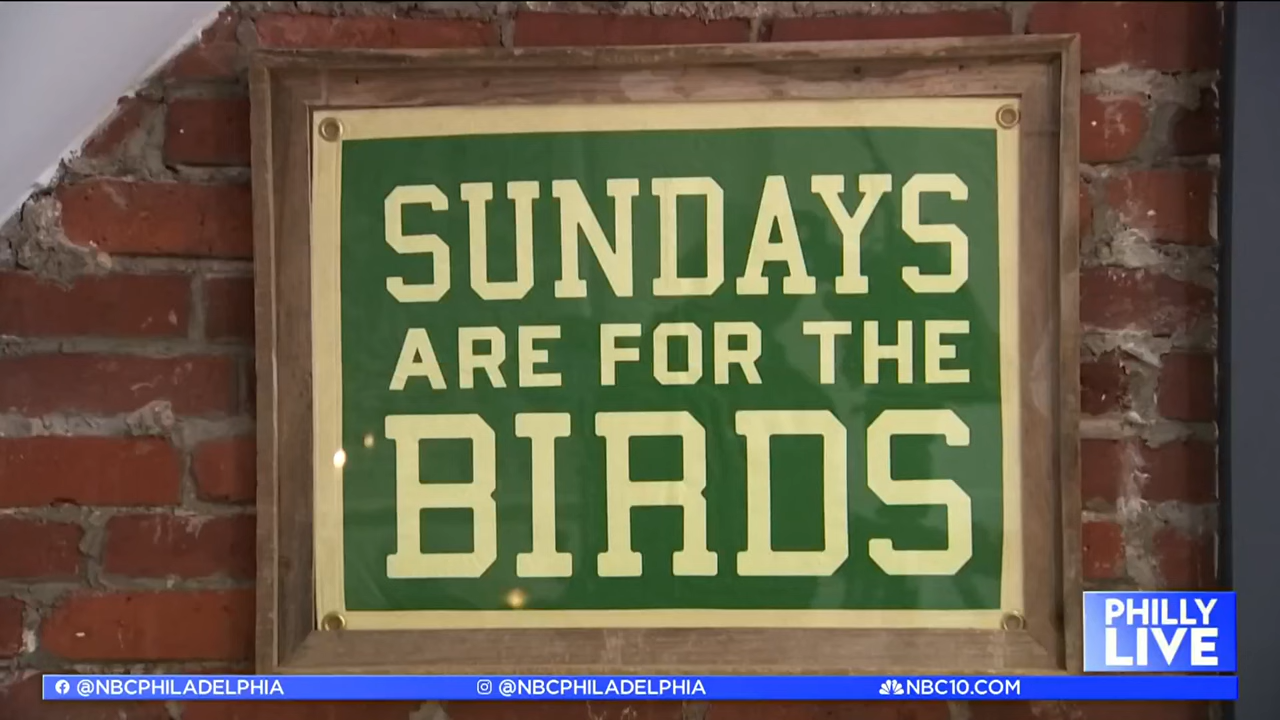 SUNDAYS
ARE FOR THE
BIRDS
PHILLY
LIVE
@NBCPHILADELPHIA @NBCPHILADELPHIA NBC10.COM